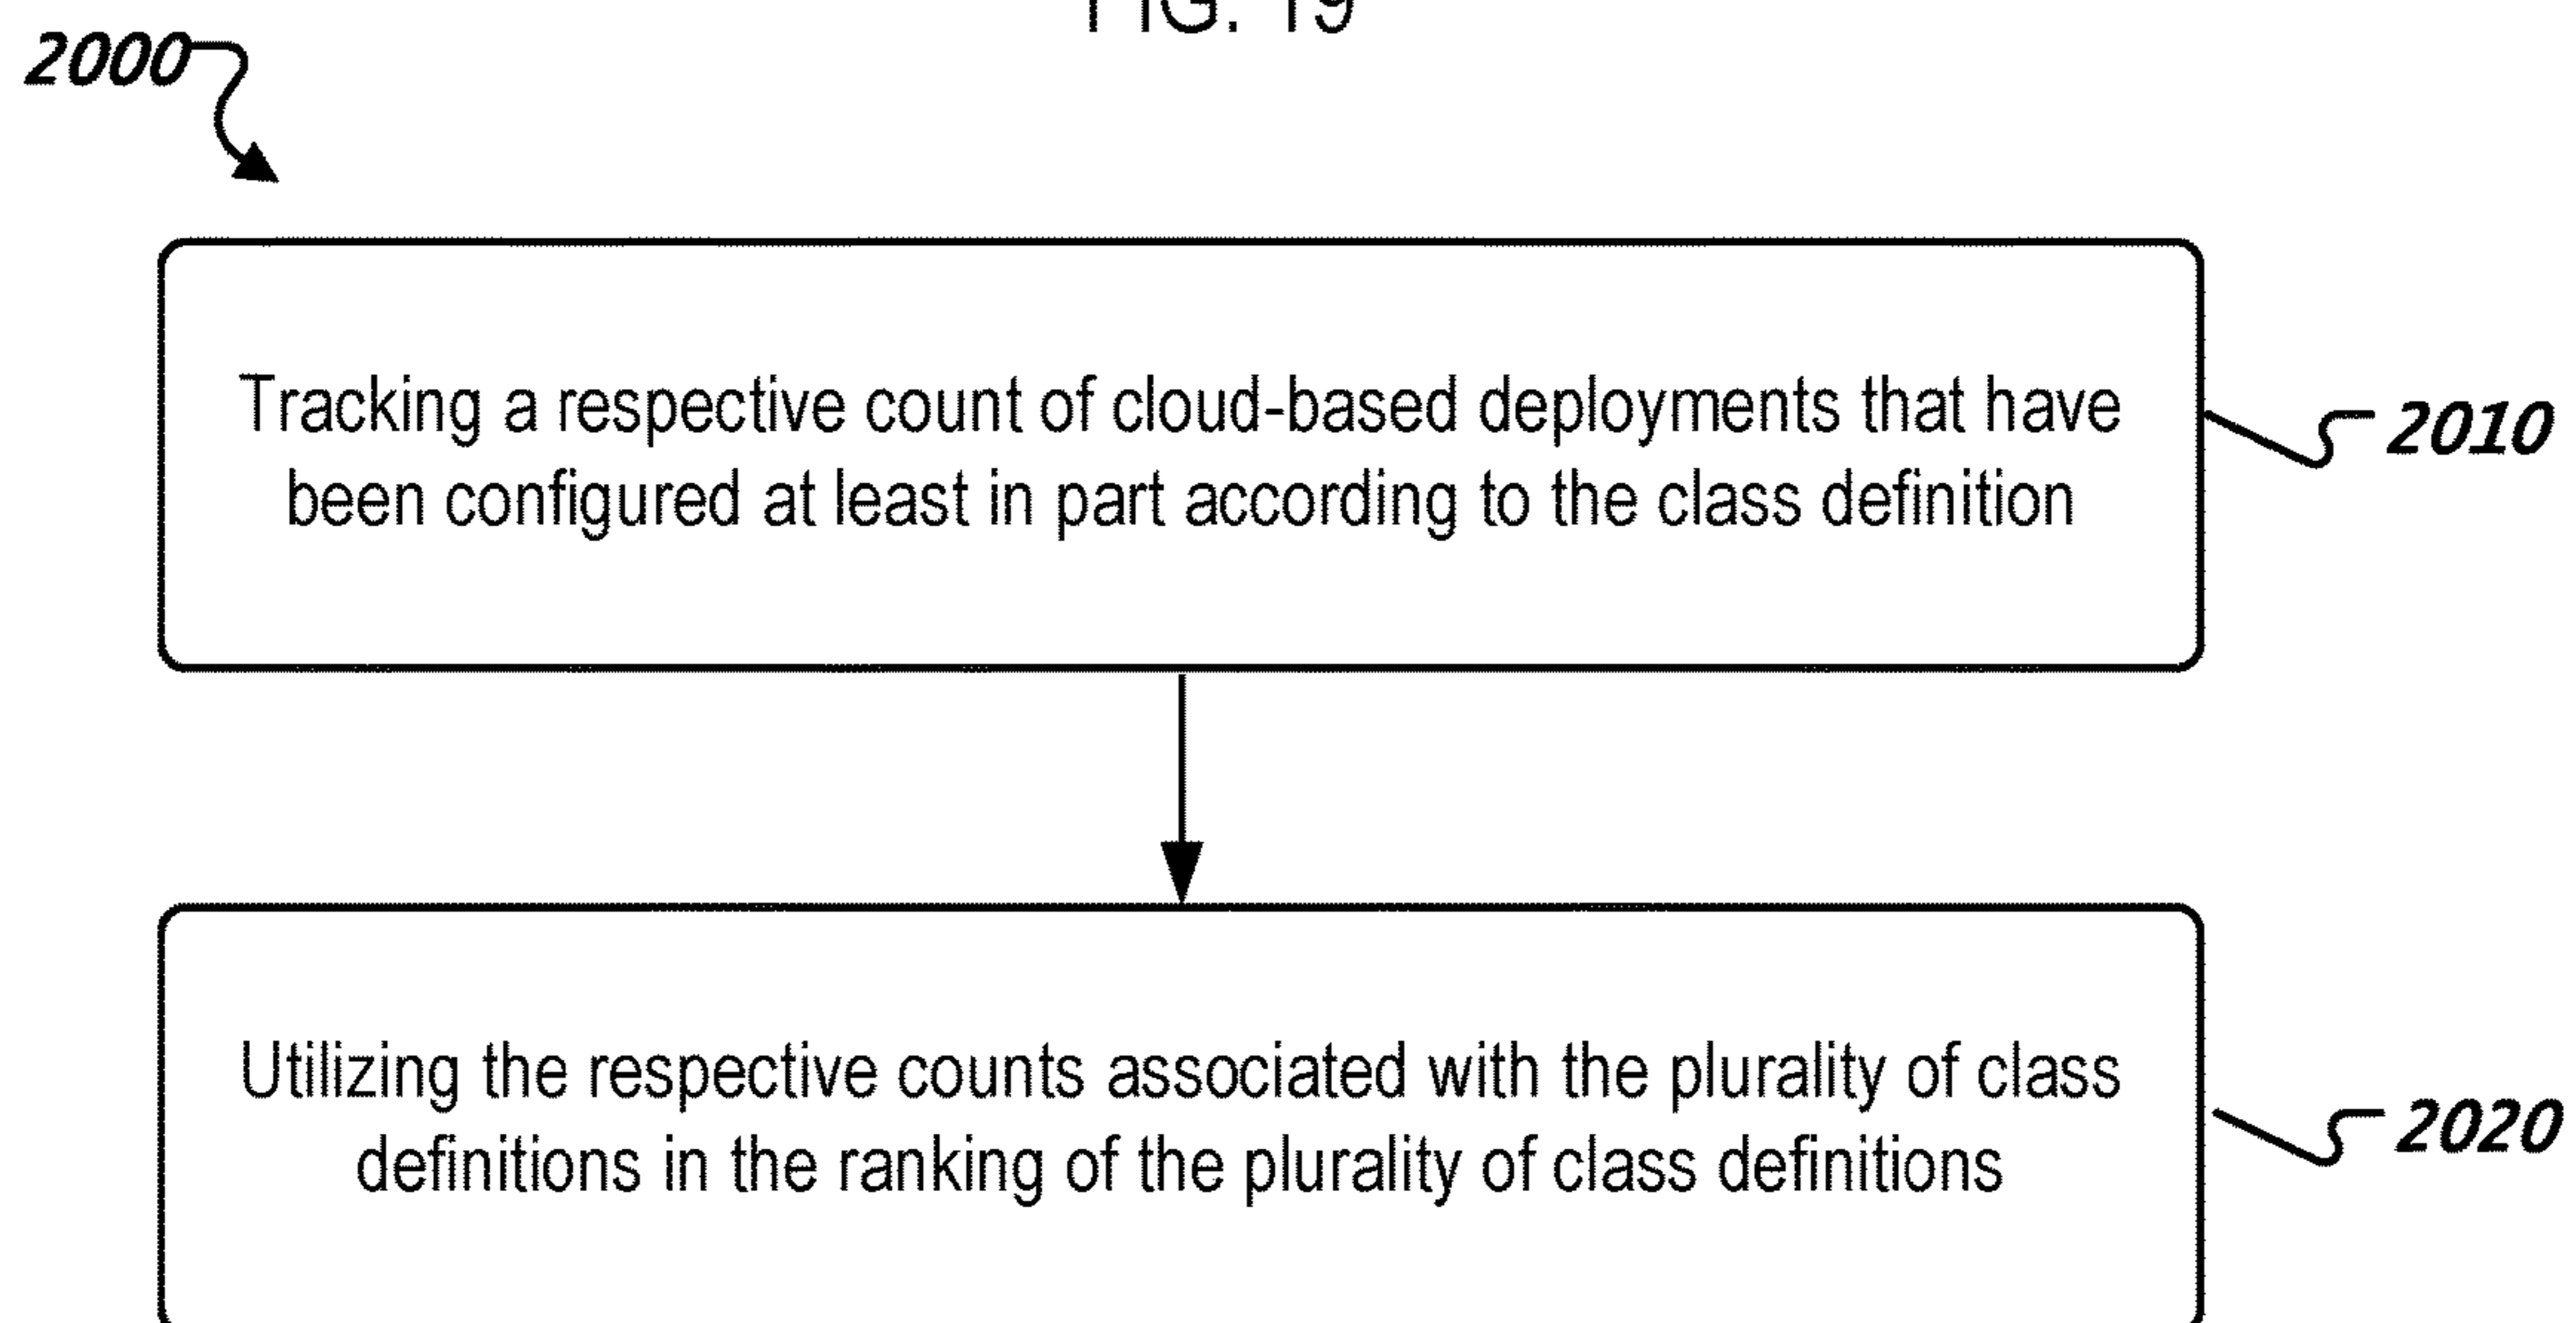 FIG. 19
2000
Tracking a respective count of cloud-based deployments that have
been configured at least in part according to the class definition
2010
Utilizing the respective counts associated with the plurality of class
definitions in the ranking of the plurality of class definitions
2020